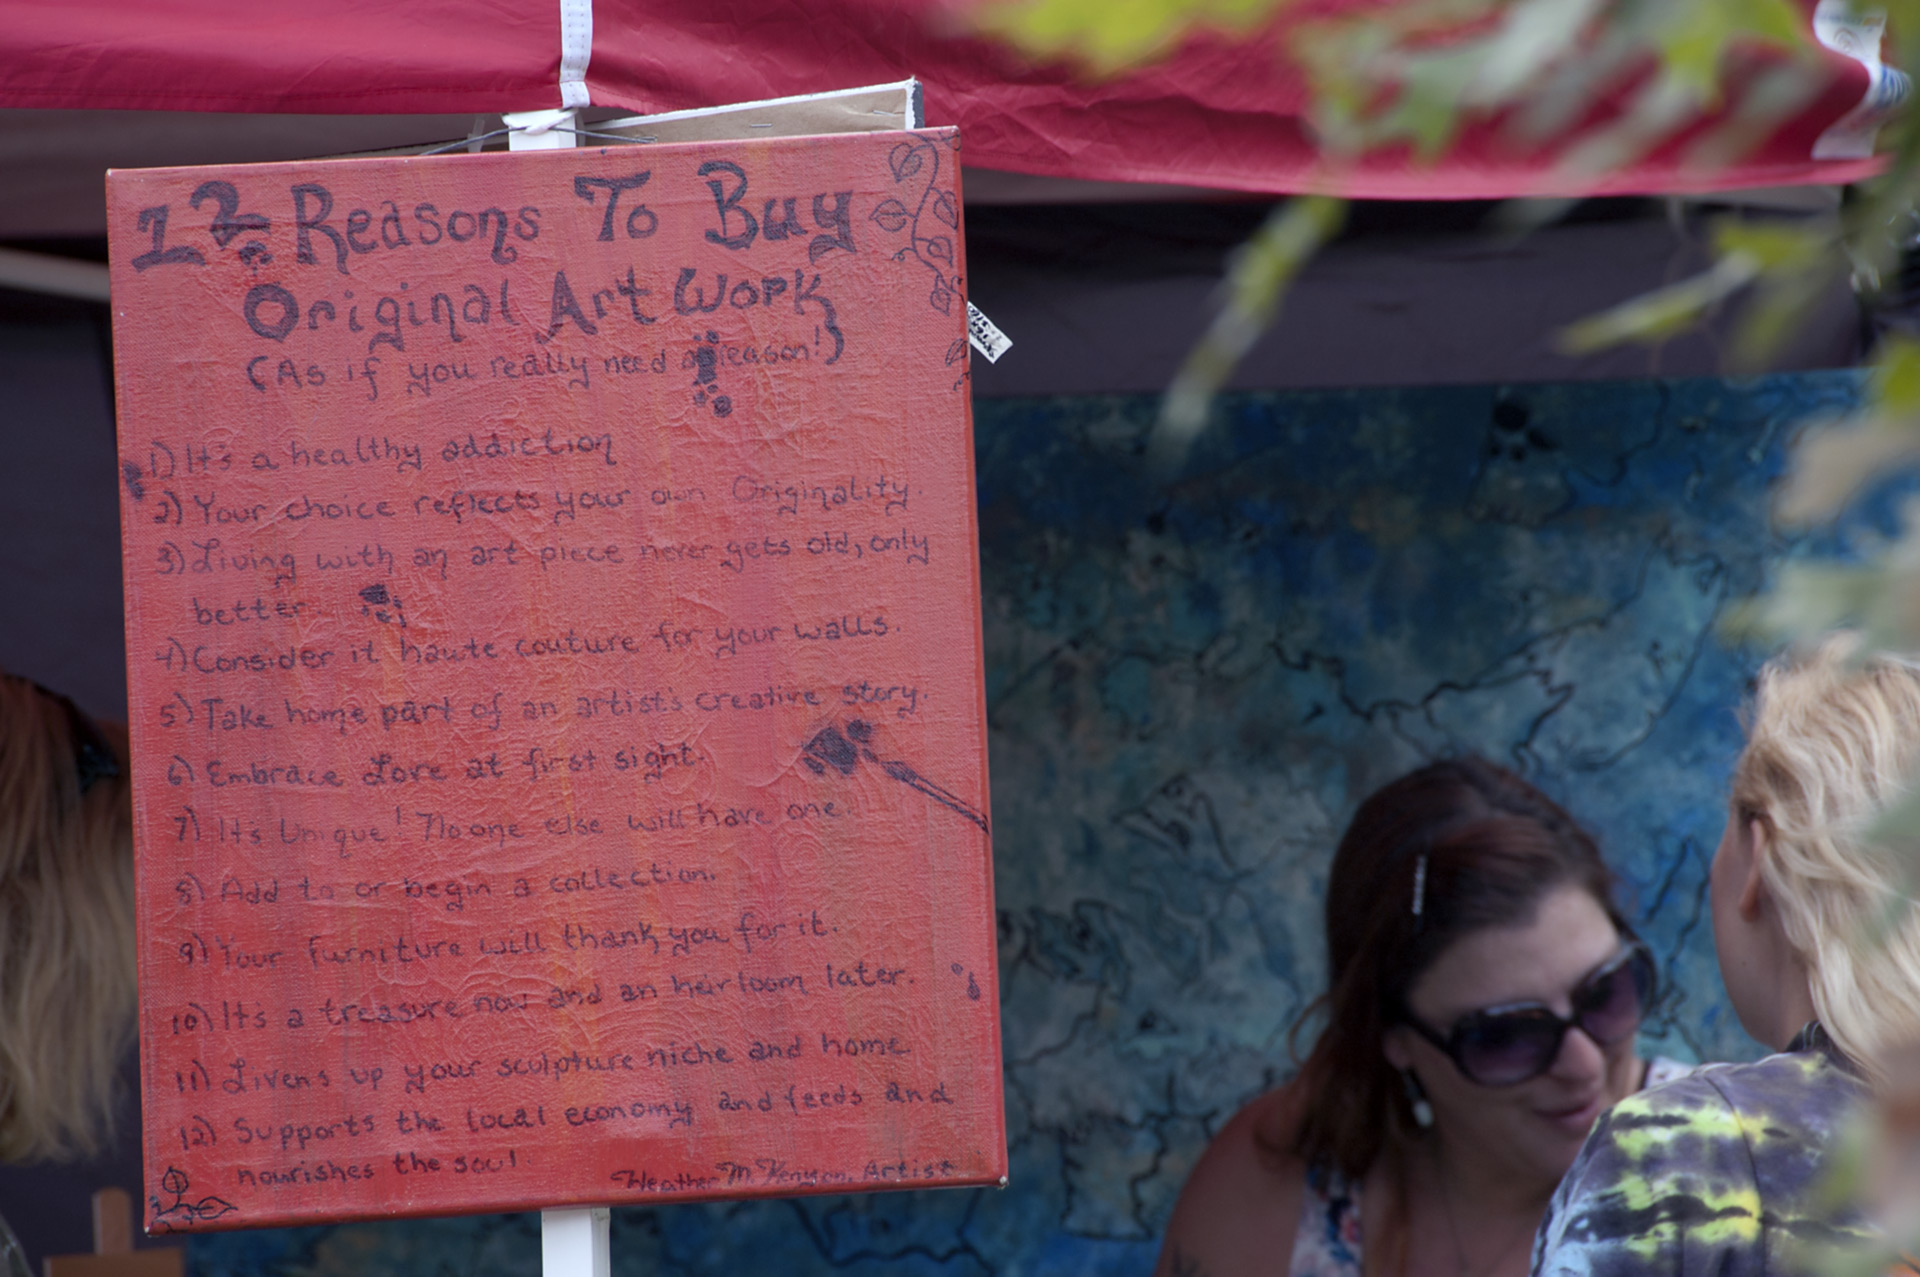 12 Reasons To Buy
Original Art Work
(As if you really need a reason!)
1) It's a healthy addiction
2) Your choice reflects your own Originality.
3) Living with an art piece never gets old, only
better
4) Consider it haute couture for your walls.
5) Take home part of an artist's creative story.
6) Embrace Love at first sight.
7) It's Unique! No one else will have one.
8) Add to or begin a collection.
9) Your furniture will thank you for it.
10) It's a treasure now and an heirloom later.
11) Livens up your sculpture niche and home
12) Supports the local economy and feeds and
nourishes the soul
Heather M. Kenyon, Artist